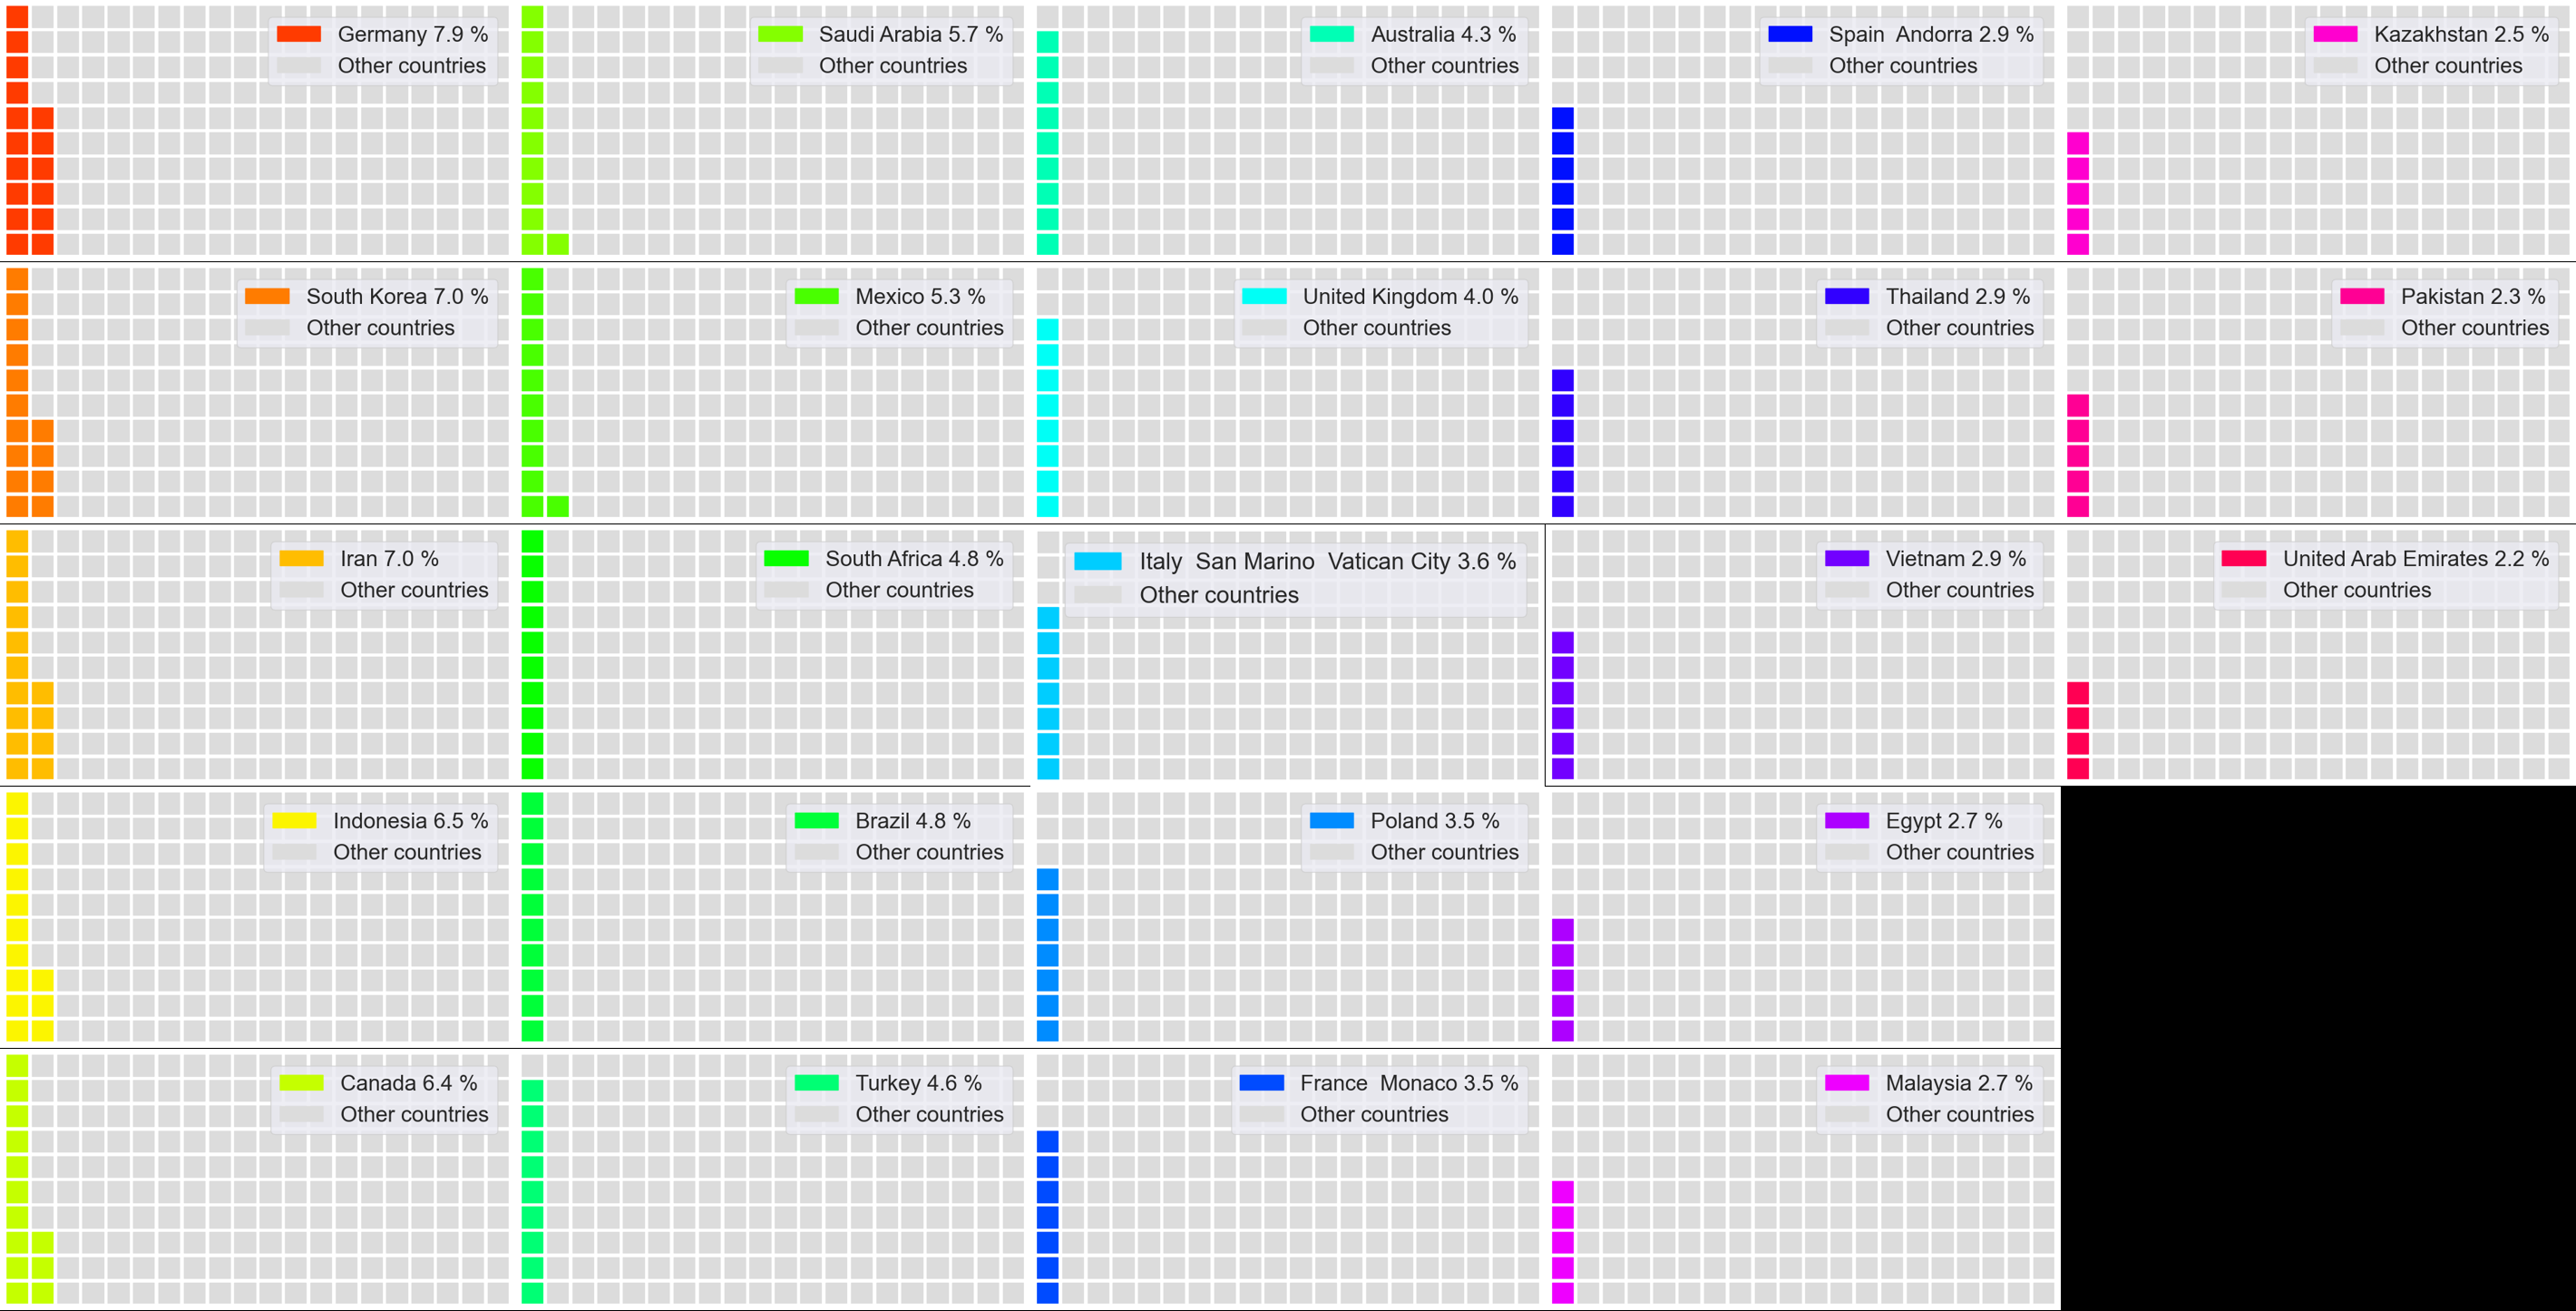 Germany 7.9 %
Other countries
Saudi Arabia 5.7 %
Other countries
Australia 4.3 %
Other countries
Spain  Andorra 2.9 %
Other countries
Kazakhstan 2.5 %
Other countries
South Korea 7.0 %
Other countries
Mexico 5.3 %
Other countries
United Kingdom 4.0 %
Other countries
Thailand 2.9 %
Other countries
Pakistan 2.3 %
Other countries
Iran 7.0 %
Other countries
South Africa 4.8 %
Other countries
Italy  San Marino  Vatican City 3.6 %
Other countries
Vietnam 2.9 %
Other countries
United Arab Emirates 2.2 %
Other countries
Indonesia 6.5 %
Other countries
Brazil 4.8 %
Other countries
Poland 3.5 %
Other countries
Egypt 2.7 %
Other countries
Canada 6.4 %
Other countries
Turkey 4.6 %
Other countries
France  Monaco 3.5 %
Other countries
Malaysia 2.7 %
Other countries